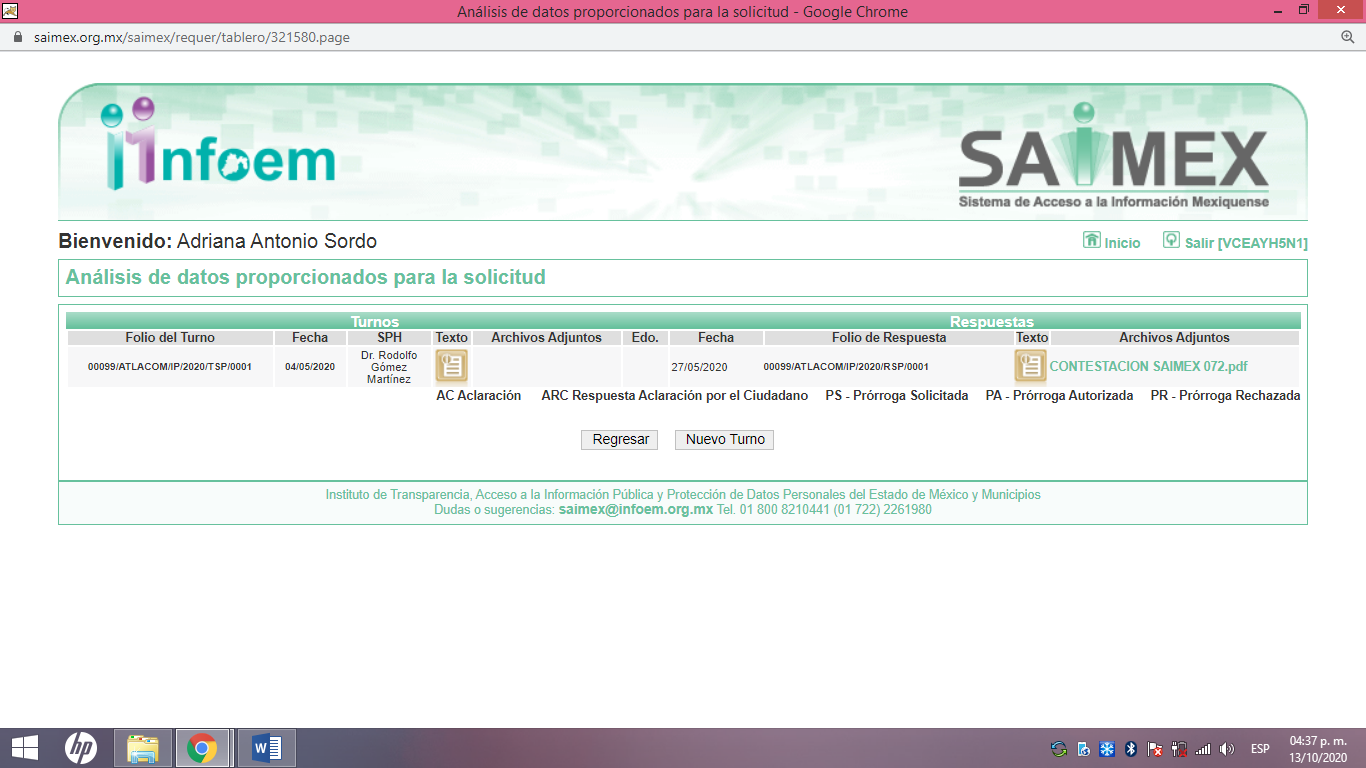 Análisis de datos proporcionados para la solicitud - Google Chrome
saimex.org.mx/saimex/requer/tablero/321580.page
infoem
SAIMEX
Sistema de Acceso a la Información Mexiquense
Bienvenido: Adriana Antonio Sordo
Inicio Salir [VCEAYH5N1]
Análisis de datos proporcionados para la solicitud
Turnos Respuestas
Folio del Turno Fecha SPH Texto Archivos Adjuntos Edo. Fecha Folio de Respuesta Texto Archivos Adjuntos
00099/ATLACOM/IP/2020/TSP/0001 04/05/2020 Dr. Rodolfo
Gómez
Martínez
27/05/2020 00099/ATLACOM/IP/2020/RSP/0001 CONTESTACION SAIMEX 072.pdf
AC Aclaración ARC Respuesta Aclaración por el Ciudadano PS - Prórroga Solicitada PA - Prórroga Autorizada PR - Prórroga Rechazada
Regresar Nuevo Turno
Instituto de Transparencia, Acceso a la Información Pública y Protección de Datos Personales del Estado de México y Municipios
Dudas o sugerencias: saimex@infoem.org.mx Tel. 01 800 8210441 (01 722) 2261980
hp
ESP
04:37 p. m.
13/10/2020